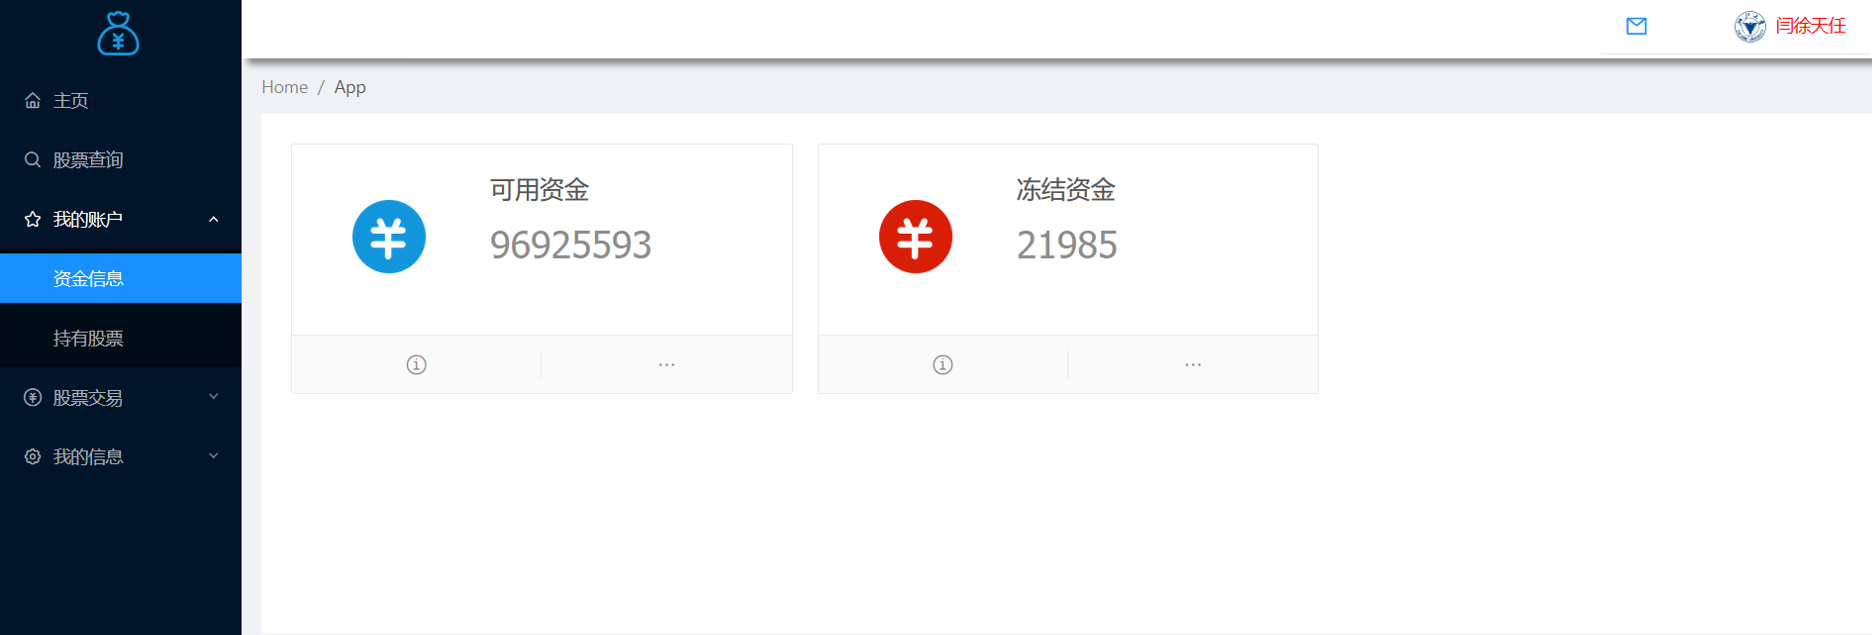 闫徐天任
Home / App
主页
股票查询
我的账户
资金信息
持有股票
股票交易
我的信息
可用资金
96925593
冻结资金
21985